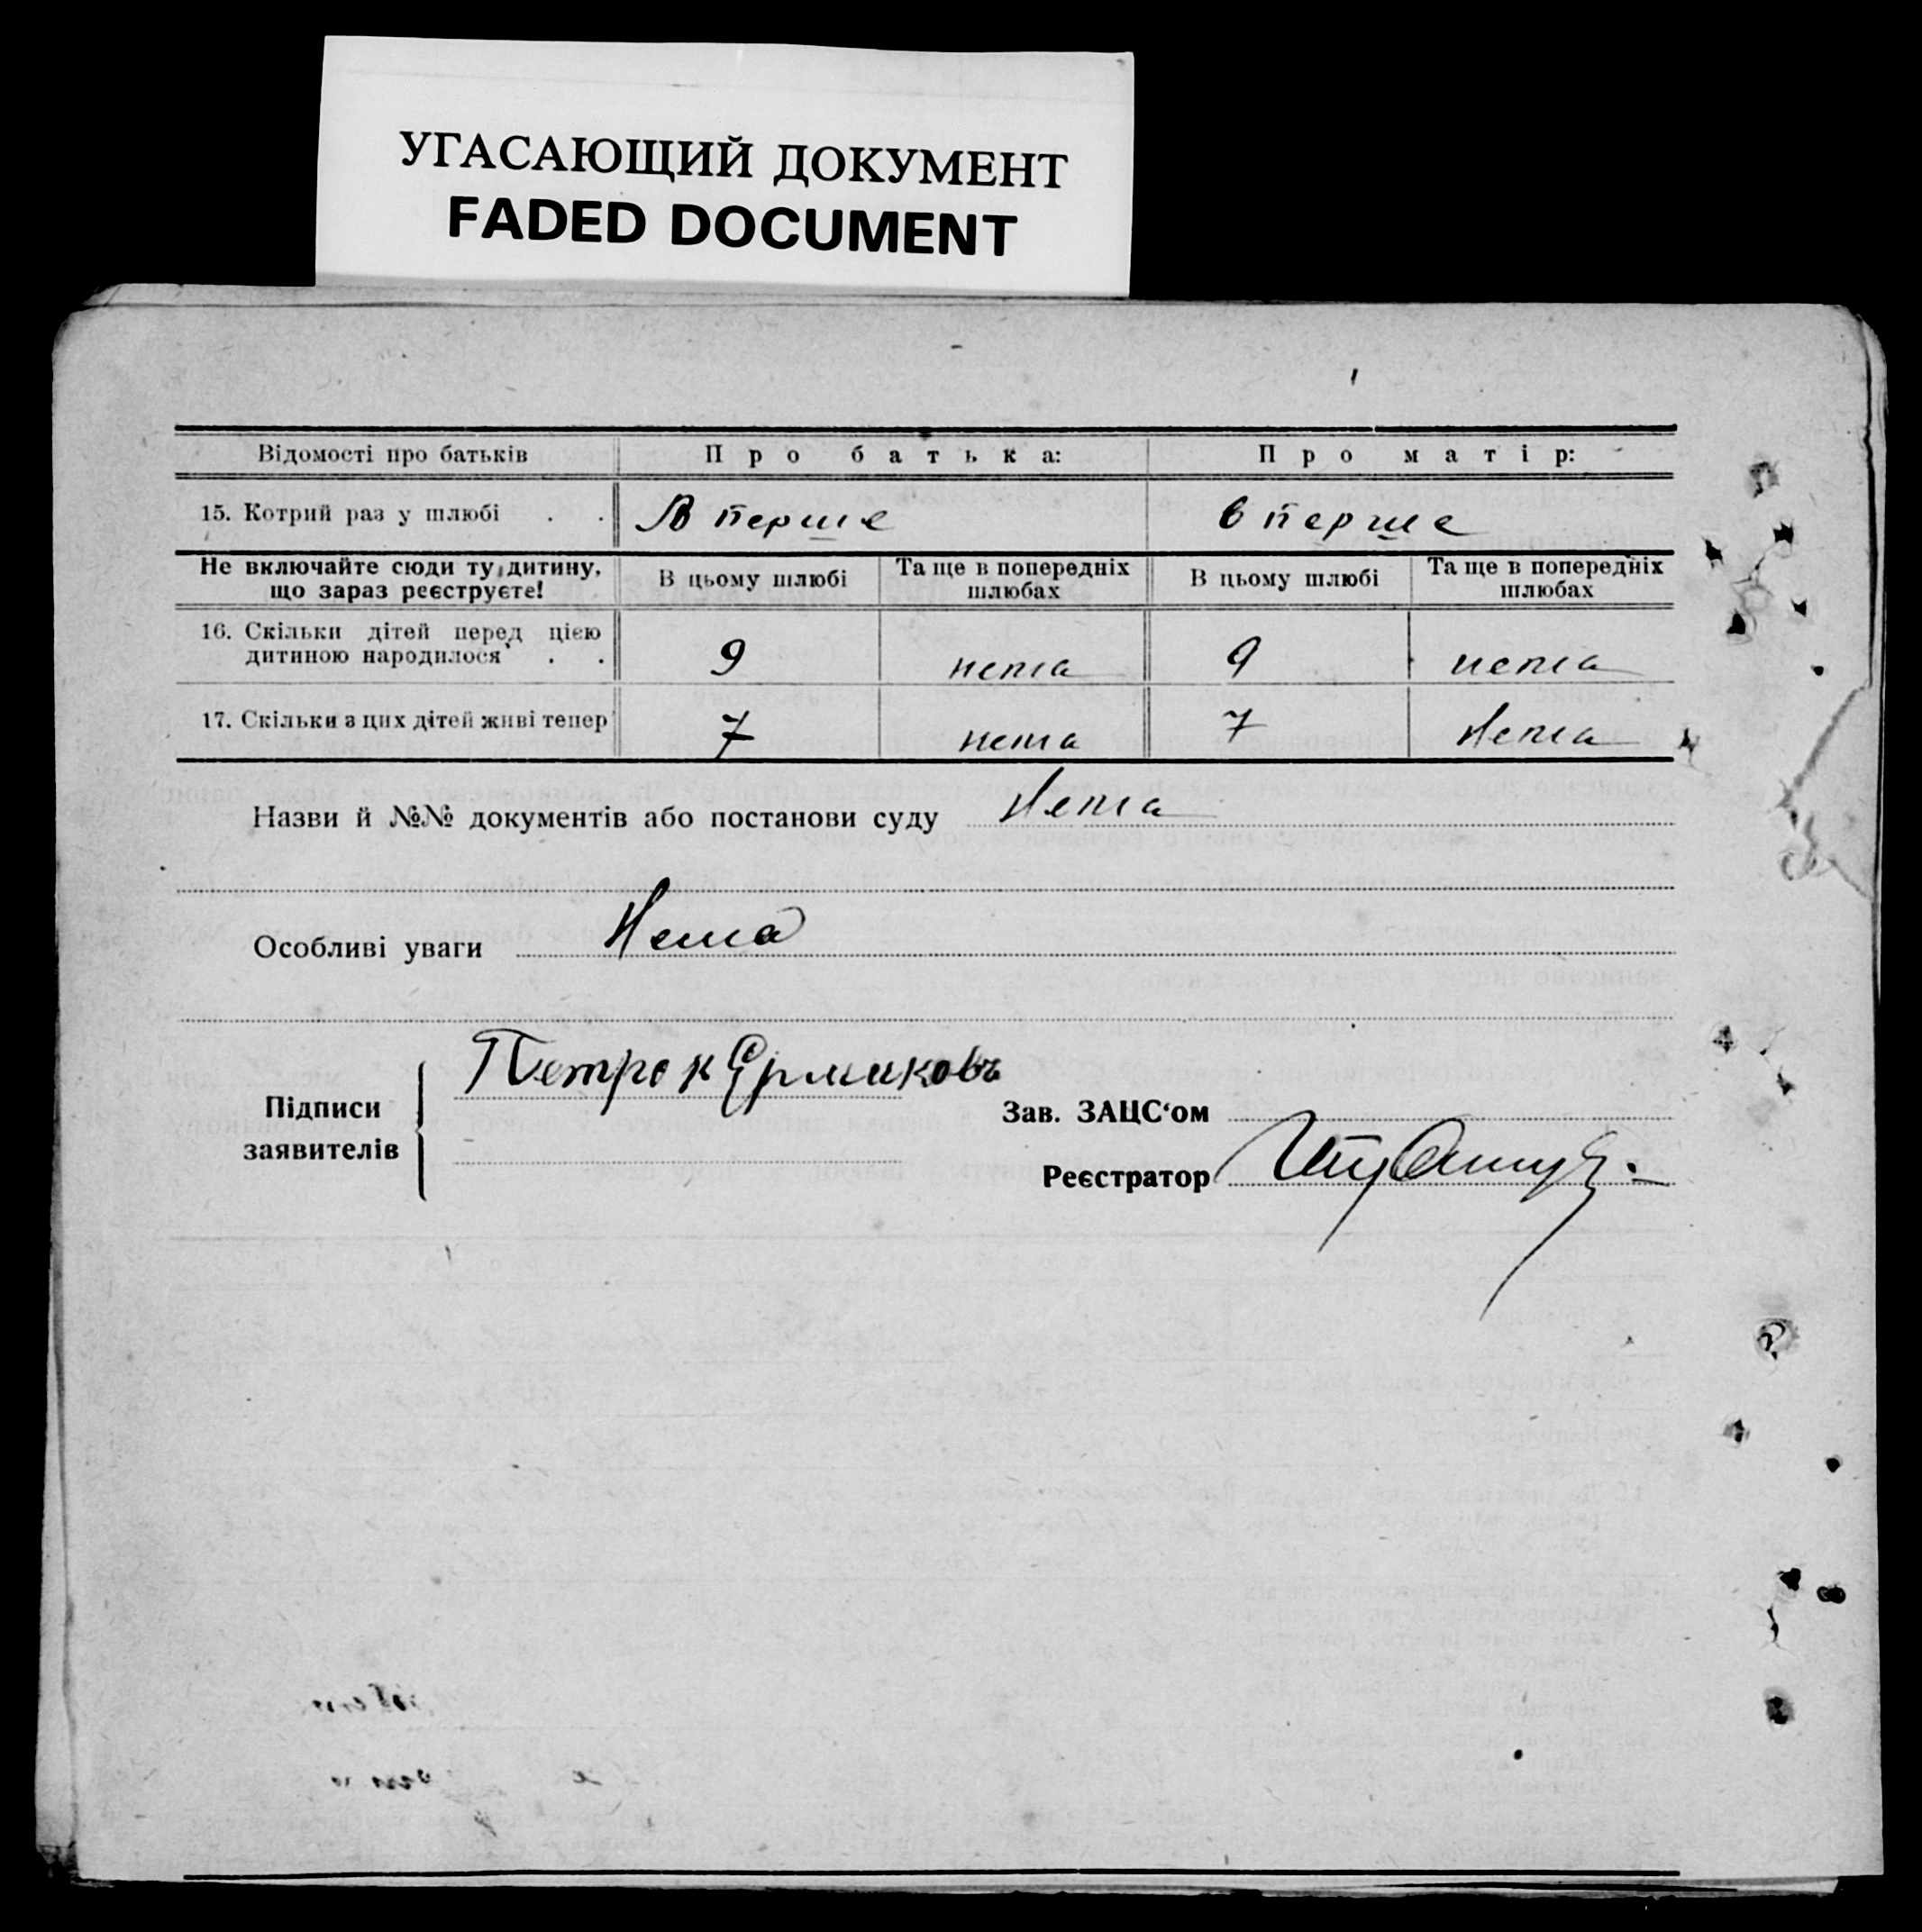 УГАСАЮЩИЙ ДОКУМЕНТ
FADED DOCUMENT
Відомості про батьків Про батька: Про матір:
15. Котрий раз у шлюбі . . В перше в перше
Не включайте сюди ту дитину, що зараз реєструєте! В цьому шлюбі Та ще в попередніх шлюбах В цьому шлюбі Та ще в попередніх шлюбах
16. Скільки дітей перед цією
дитиною народилося . . 9 нема 9 нема
17. Скільки з цих дітей живі тепер 7 нема 7 Нема
Назви й №№ документів або постанови суду Нема
Особливі уваги Нема
Підписи
заявителів
Петро
Зав. ЗАЦС‘ом
Реєстратор